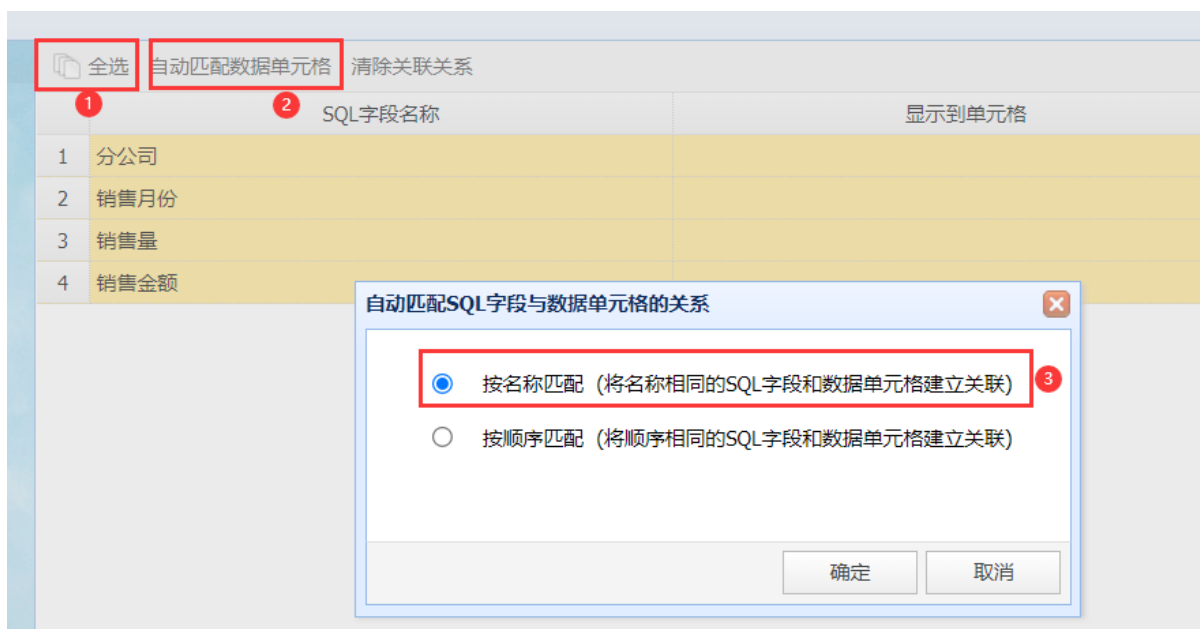 全选 自动匹配数据单元格 清除关联关系
1 2
SQL字段名称 显示到单元格
1 分公司
2 销售月份
3 销售量
4 销售金额
自动匹配SQL字段与数据单元格的关系
按名称匹配 (将名称相同的SQL字段和数据单元格建立关联) 3
按顺序匹配 (将顺序相同的SQL字段和数据单元格建立关联)
确定 取消